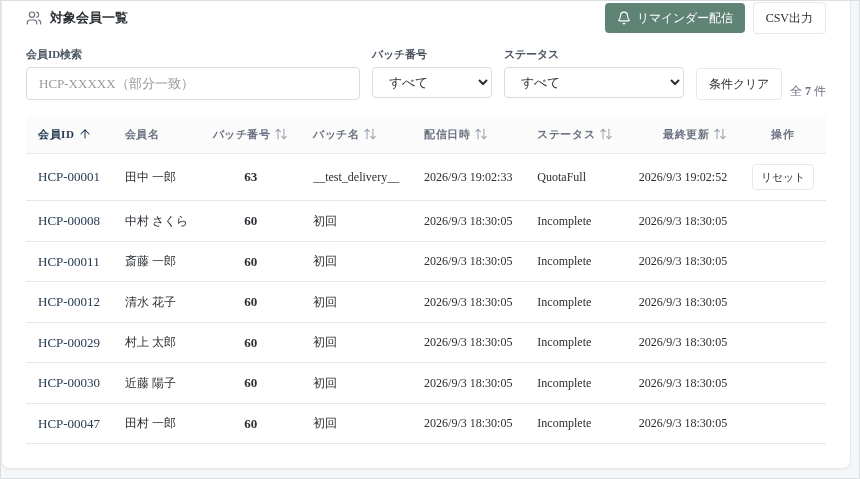 対象会員一覧 リマインダー配信 CSV出力
会員ID検索 バッチ番号 ステータス
HCP-XXXXX（部分一致） すべて すべて 条件クリア 全 7 件
会員ID 会員名 バッチ番号 バッチ名 配信日時 ステータス 最終更新 操作
HCP-00001 田中 一郎 63 __test_delivery__ 2026/9/3 19:02:33 QuotaFull 2026/9/3 19:02:52 リセット
HCP-00008 中村 さくら 60 初回 2026/9/3 18:30:05 Incomplete 2026/9/3 18:30:05
HCP-00011 斎藤 一郎 60 初回 2026/9/3 18:30:05 Incomplete 2026/9/3 18:30:05
HCP-00012 清水 花子 60 初回 2026/9/3 18:30:05 Incomplete 2026/9/3 18:30:05
HCP-00029 村上 太郎 60 初回 2026/9/3 18:30:05 Incomplete 2026/9/3 18:30:05
HCP-00030 近藤 陽子 60 初回 2026/9/3 18:30:05 Incomplete 2026/9/3 18:30:05
HCP-00047 田村 一郎 60 初回 2026/9/3 18:30:05 Incomplete 2026/9/3 18:30:05